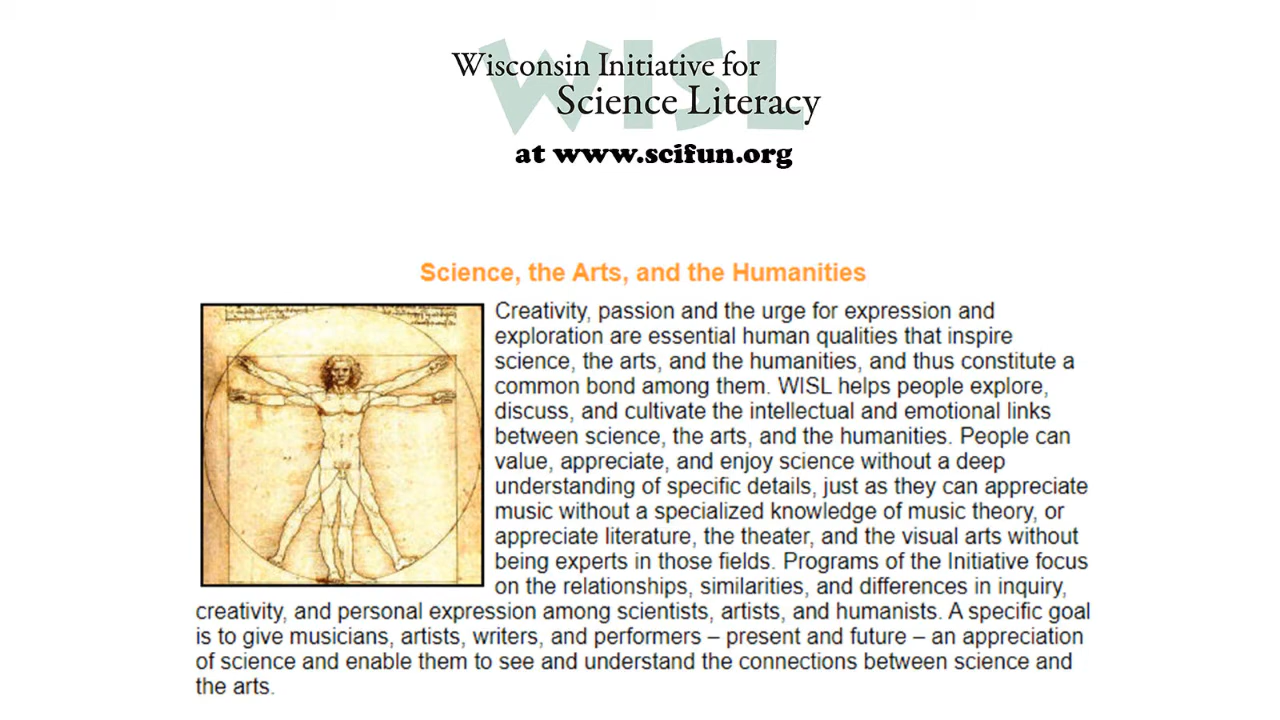 WISL
Wisconsin Initiative for
Science Literacy
at www.scifun.org
Science, the Arts, and the Humanities
Creativity, passion and the urge for expression and
exploration are essential human qualities that inspire
science, the arts, and the humanities, and thus constitute a
common bond among them. WISL helps people explore,
discuss, and cultivate the intellectual and emotional links
between science, the arts, and the humanities. People can
value, appreciate, and enjoy science without a deep
understanding of specific details, just as they can appreciate
music without a specialized knowledge of music theory, or
appreciate literature, the theater, and the visual arts without
being experts in those fields. Programs of the Initiative focus
on the relationships, similarities, and differences in inquiry,
creativity, and personal expression among scientists, artists, and humanists. A specific goal
is to give musicians, artists, writers, and performers – present and future – an appreciation
of science and enable them to see and understand the connections between science and
the arts.